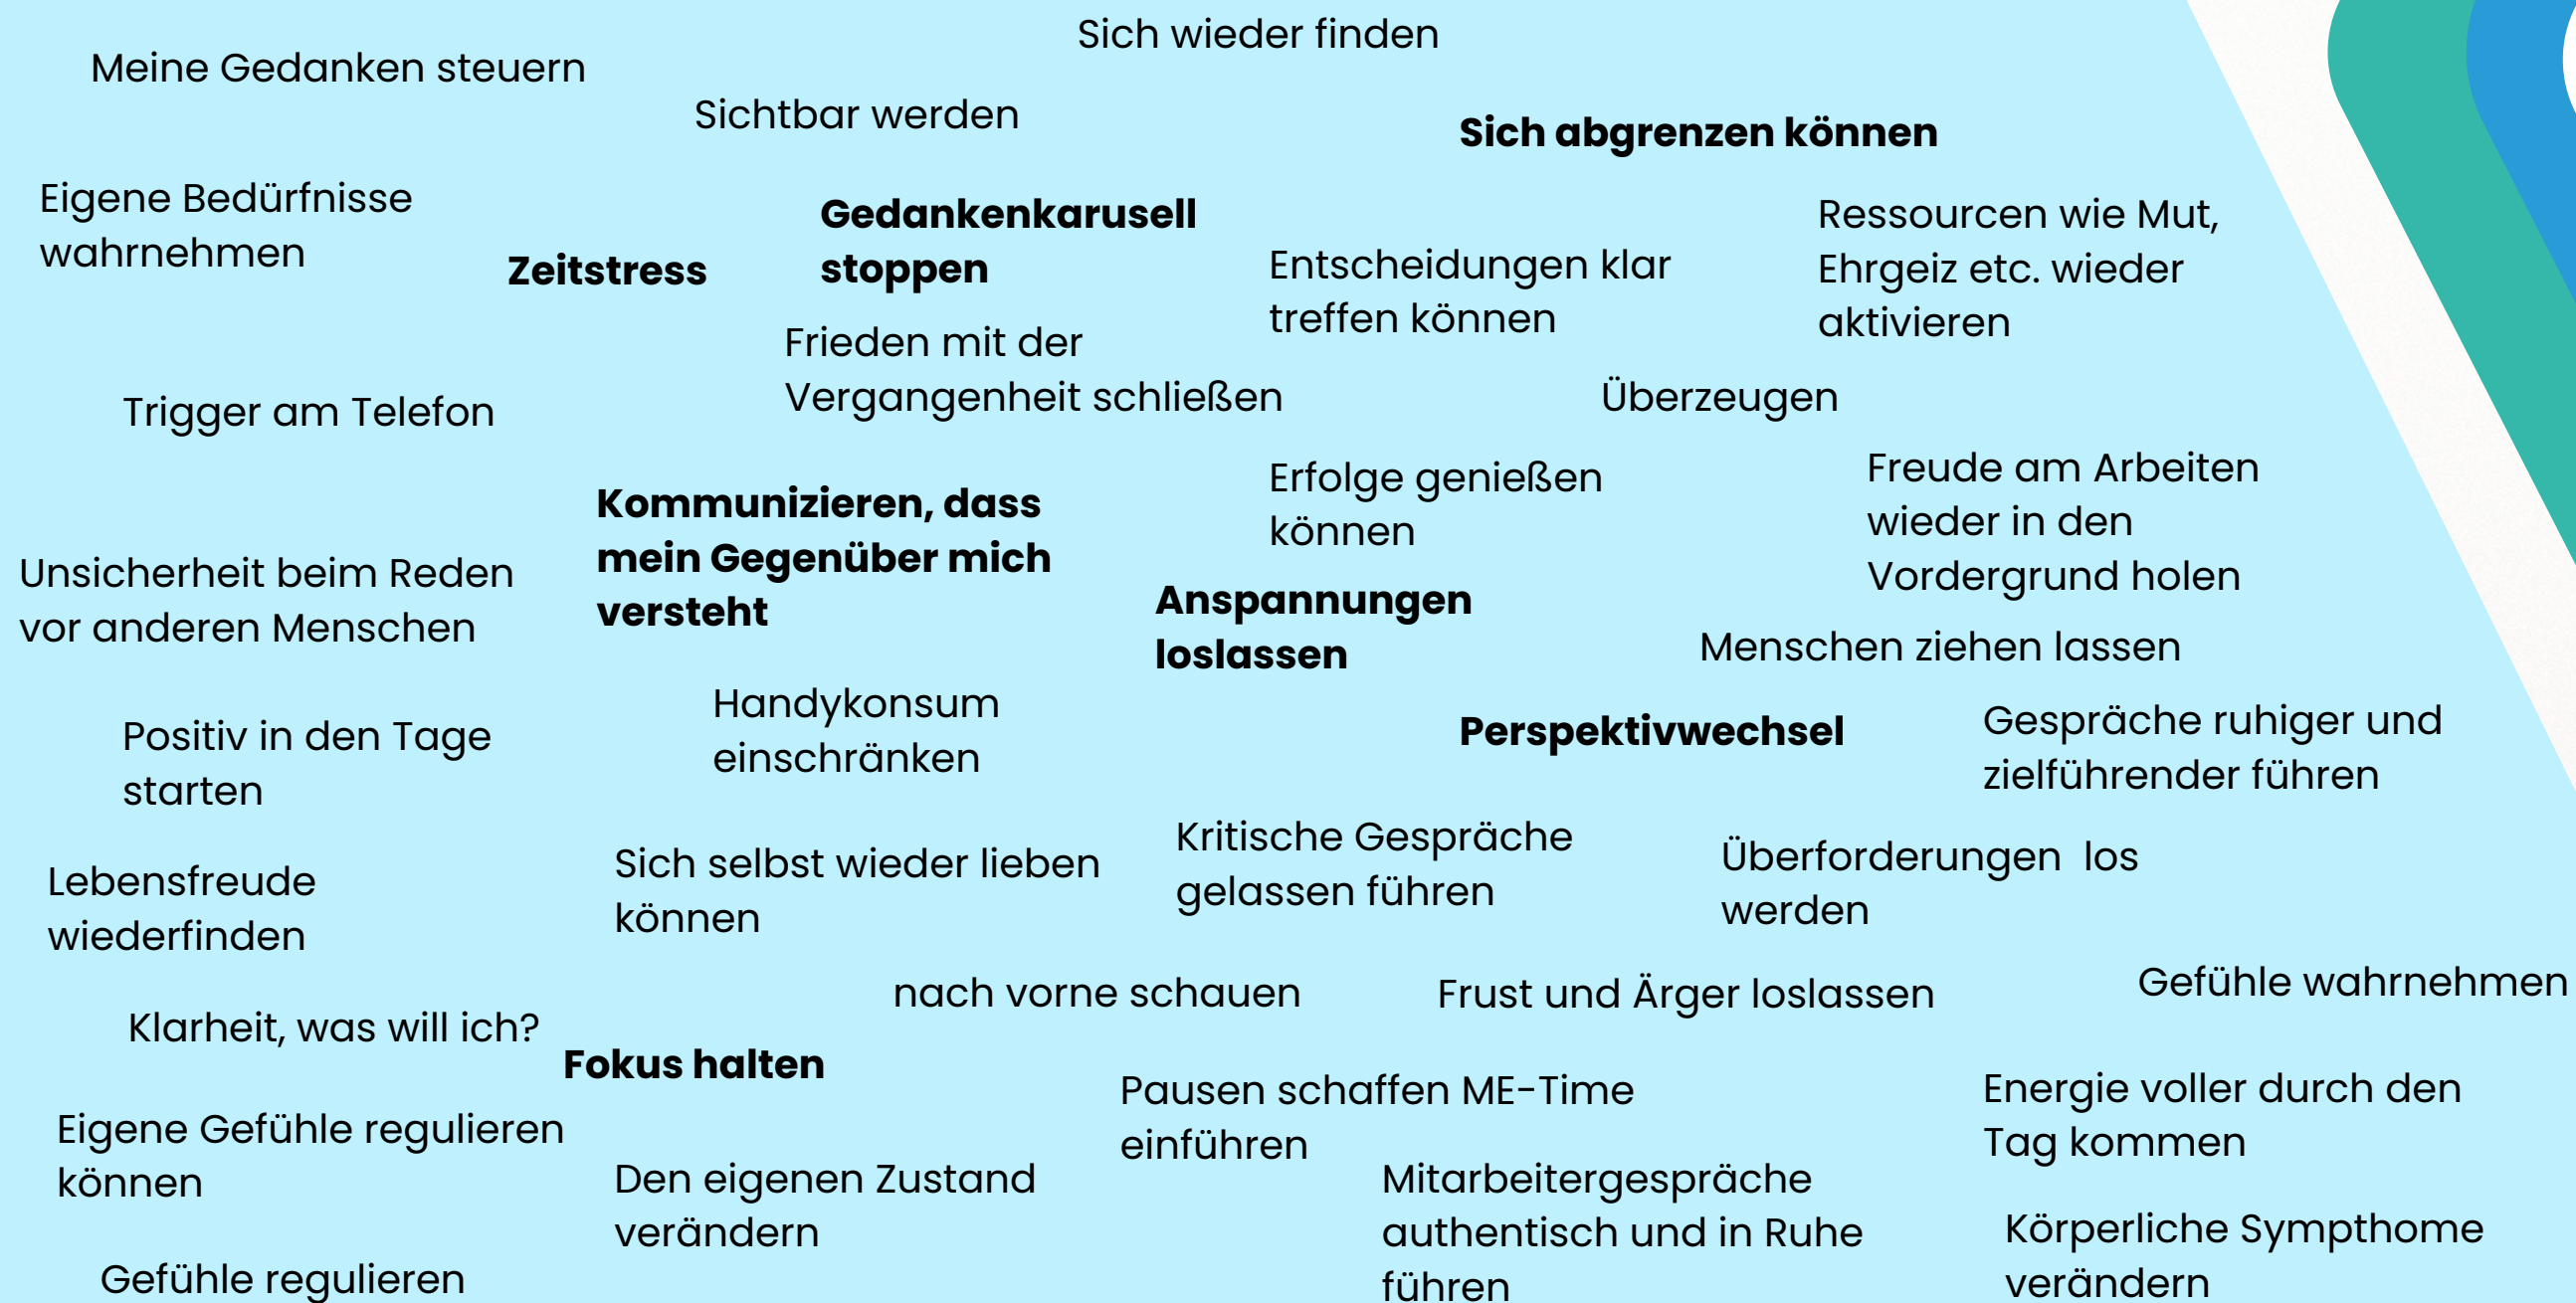 Sich wieder finden
Meine Gedanken steuern
Sichtbar werden
Sich abgrenzen können
Eigene Bedürfnisse
wahrnehmen
Zeitstress
Gedankenkarusell
stoppen
Entscheidungen klar
treffen können
Ressourcen wie Mut,
Ehrgeiz etc. wieder
aktivieren
Frieden mit der
Vergangenheit schließen
Überzeugen
Trigger am Telefon
Erfolge genießen
können
Freude am Arbeiten
wieder in den
Vordergrund holen
Kommunizieren, dass
mein Gegenüber mich
versteht
Unsicherheit beim Reden
vor anderen Menschen
Anspannungen
loslassen
Menschen ziehen lassen
Handykonsum
einschränken
Perspektivwechsel
Gespräche ruhiger und
zielführender führen
Positiv in den Tage
starten
Kritische Gespräche
gelassen führen
Überforderungen  los
werden
Sich selbst wieder lieben
können
Lebensfreude
wiederfinden
nach vorne schauen
Frust und Ärger loslassen
Gefühle wahrnehmen
Klarheit, was will ich?
Fokus halten
Pausen schaffen ME-Time
einführen
Energie voller durch den
Tag kommen
Eigene Gefühle regulieren
können
Den eigenen Zustand
verändern
Mitarbeitergespräche
authentisch und in Ruhe
führen
Körperliche Sympthome
verändern
Gefühle regulieren